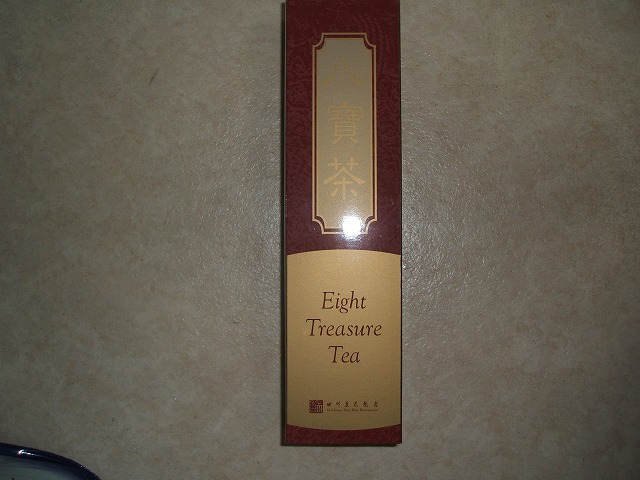 八
寶
茶
Eight
Treasure
Tea